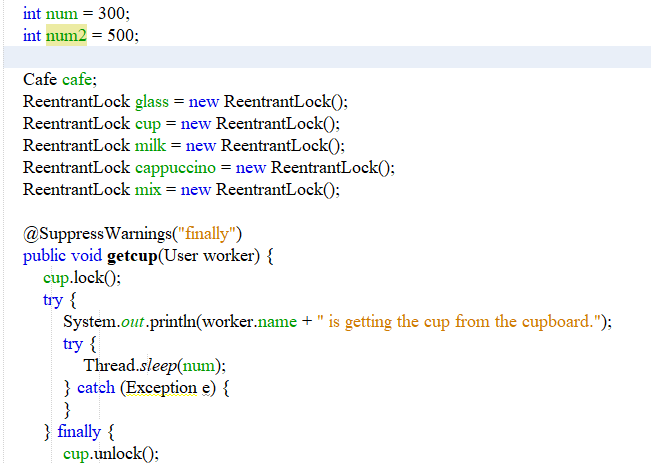 int num = 300;
int num2 = 500;
Cafe cafe;
ReentrantLock glass = new ReentrantLock();
ReentrantLock cup = new ReentrantLock();
ReentrantLock milk = new ReentrantLock();
ReentrantLock cappuccino = new ReentrantLock();
ReentrantLock mix = new ReentrantLock();
@SuppressWarnings("finally")
public void getcup(User worker) {
cup.lock();
try {
System.out.println(worker.name + " is getting the cup from the cupboard.");
try {
Thread.sleep(num);
} catch (Exception e) {
}
} finally {
cup.unlock();